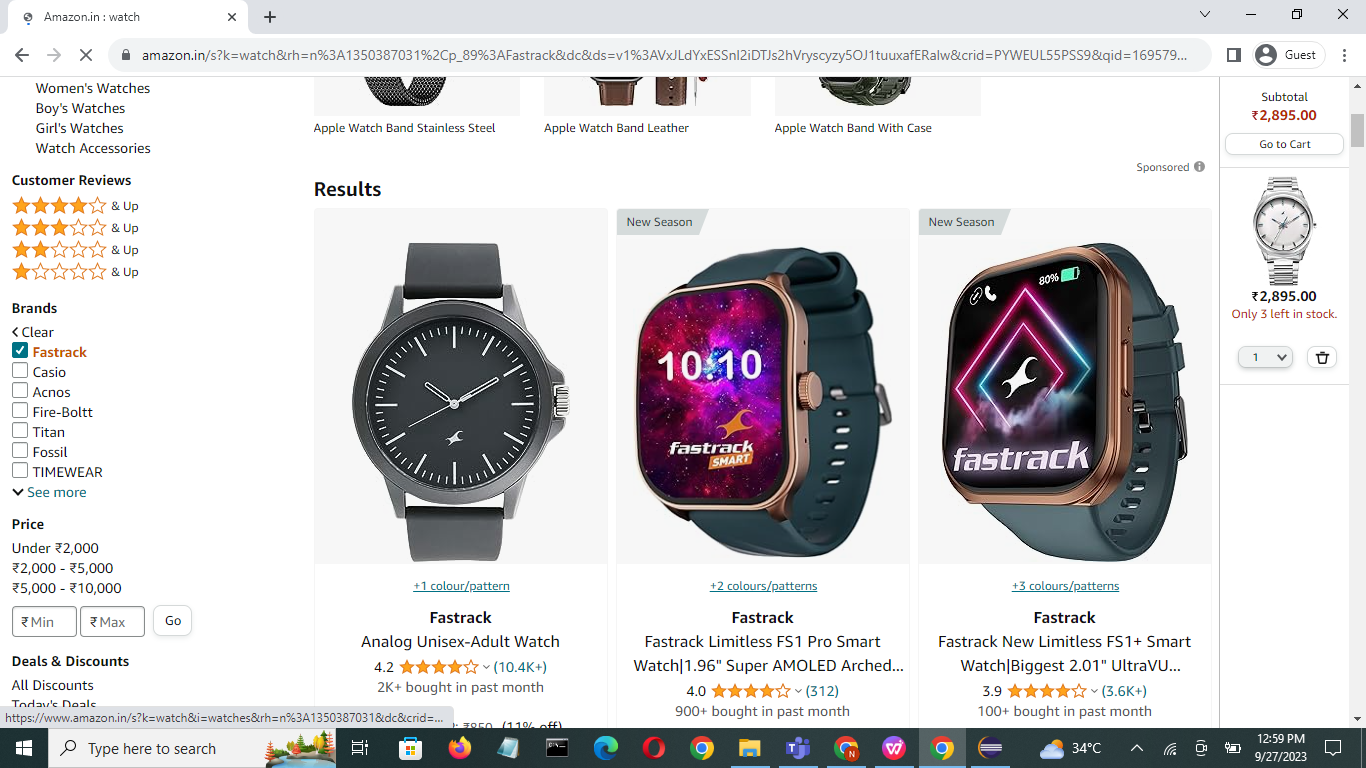 Amazon.in : watch
amazon.in/s?k=watch&rh=n%3A1350387031%2Cp_89%3AFastrack&dc&ds=v1%3AVxJLdYxESSnI2iDTJs2hVryscyzy5OJ1tuuxafERalw&crid=PYWEUL55PSS9&qid=169579...
Guest
Women's Watches
Boy's Watches
Girl's Watches
Watch Accessories
Customer Reviews
& Up
& Up
& Up
& Up
Brands
Clear
Fastrack
Casio
Acnos
Fire-Boltt
Titan
Fossil
TIMEWEAR
See more
Price
Under ₹2,000
₹2,000 - ₹5,000
₹5,000 - ₹10,000
₹ Min
₹ Max
Go
Deals & Discounts
All Discounts
Today's Deals
https://www.amazon.in/s?k=watch&i=watches&rh=n%3A1350387031&dc&crid=...
Apple Watch Band Stainless Steel
Apple Watch Band Leather
Apple Watch Band With Case
Sponsored
Results
+1 colour/pattern
Fastrack
Analog Unisex-Adult Watch
4.2 (10.4K+)
2K+ bought in past month
₹850 (11% off)
New Season
10:10
fastrack
SMART
+2 colours/patterns
Fastrack
Fastrack Limitless FS1 Pro Smart
Watch|1.96" Super AMOLED Arched...
4.0 (312)
900+ bought in past month
New Season
80%
fastrack
+3 colours/patterns
Fastrack
Fastrack New Limitless FS1+ Smart
Watch|Biggest 2.01" UltraVU...
3.9 (3.6K+)
100+ bought in past month
Subtotal
₹2,895.00
Go to Cart
₹2,895.00
Only 3 left in stock.
1
Type here to search
34°C
12:59 PM
9/27/2023